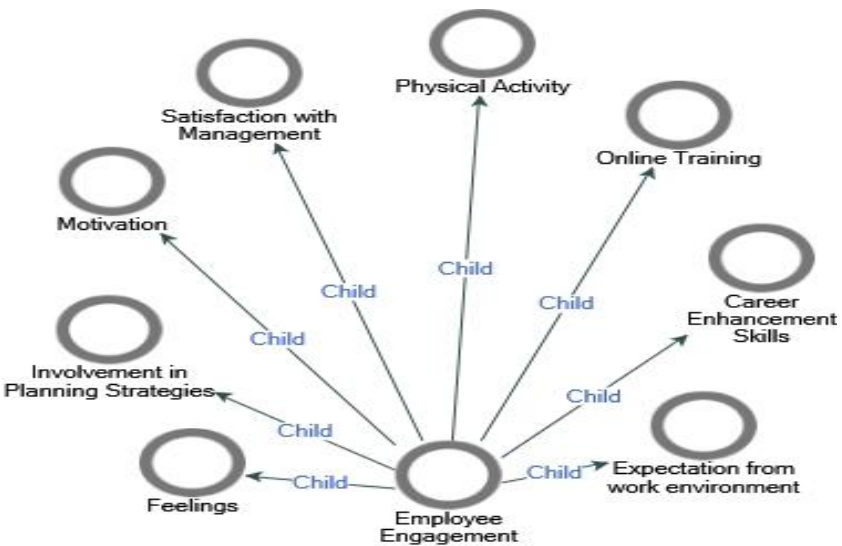 Physical Activity
Satisfaction with
Management
Online Training
Motivation
Career
Enhancement
Skills
Child
Child
Child
Child
Involvement in
Planning Strategies
Child
Child
Feelings
Child
Child
Expectation from
work environment
Employee
Engagement